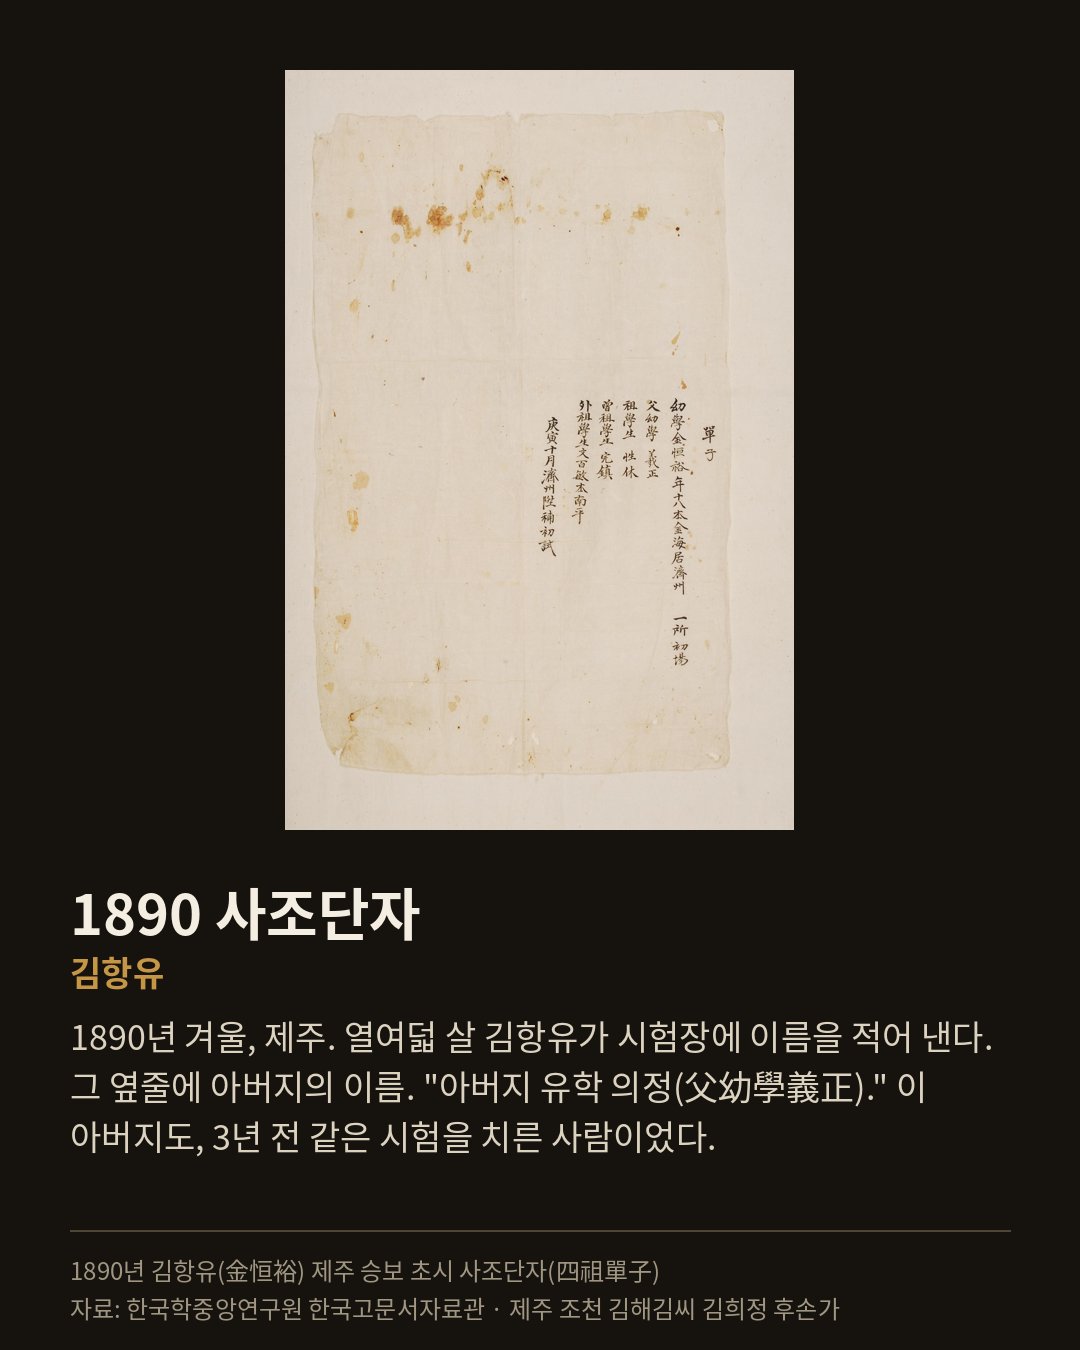 單子
幼學金恒裕年十八本金海居濟州 一所初場
父幼學 義正
祖學生 性休
曾祖學生 完鎮
外祖學生文百敏本南平
庚寅十月濟州陞補初試
1890 사조단자
김항유
1890년 겨울, 제주. 열여덟 살 김항유가 시험장에 이름을 적어 낸다.
그 옆줄에 아버지의 이름. "아버지 유학 의정(父幼學義正)." 이
아버지도, 3년 전 같은 시험을 치른 사람이었다.
1890년 김항유(金恒裕) 제주 승보 초시 사조단자(四祖單子)
자료: 한국학중앙연구원 한국고문서자료관 · 제주 조천 김해김씨 김희정 후손가